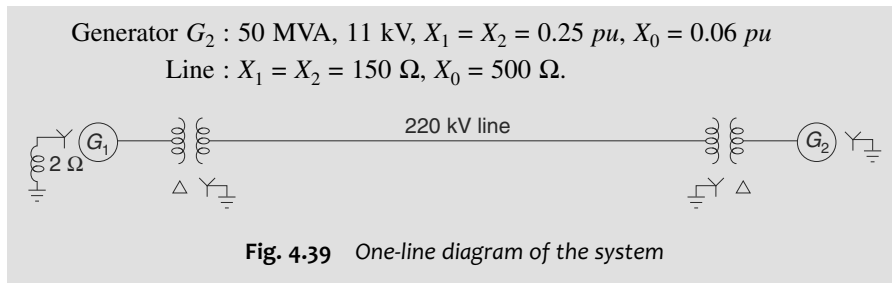 Generator G₂ : 50 MVA, 11 kV, X₁ = X₂ = 0.25 pu, X₀ = 0.06 pu
Line : X₁ = X₂ = 150 Ω, X₀ = 500 Ω.
220 kV line
G₁
G₂
2 Ω
Δ
Δ
Fig. 4.39 One-line diagram of the system